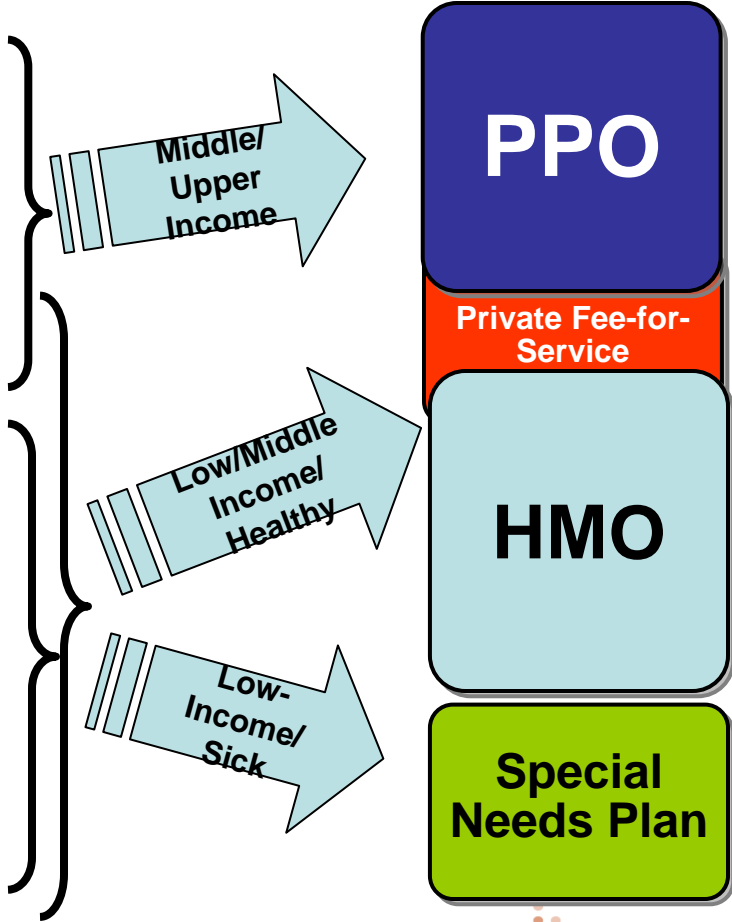 Middle/
Upper
Income
PPO
Private Fee-for-
Service
Low/Middle
Income/
Healthy
HMO
Low-
Income/
Sick
Special
Needs Plan